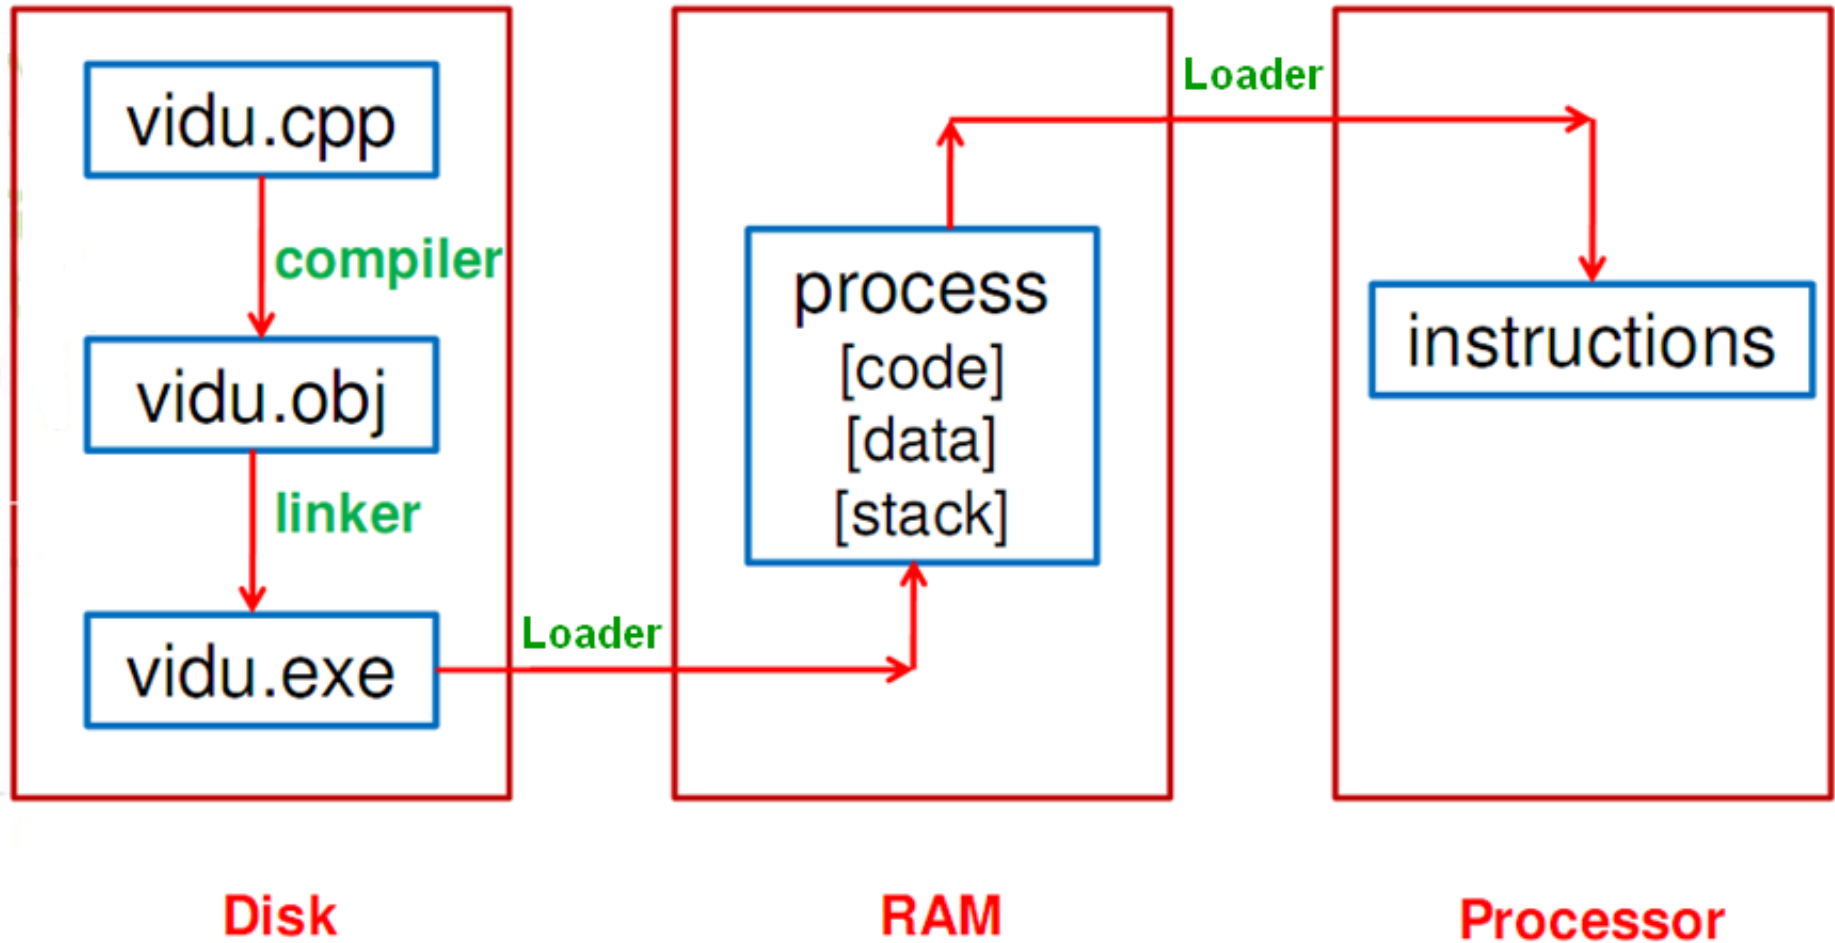 vidu.cpp
compiler
vidu.obj
linker
vidu.exe
Loader
process
[code]
[data]
[stack]
Loader
instructions
Disk
RAM
Processor